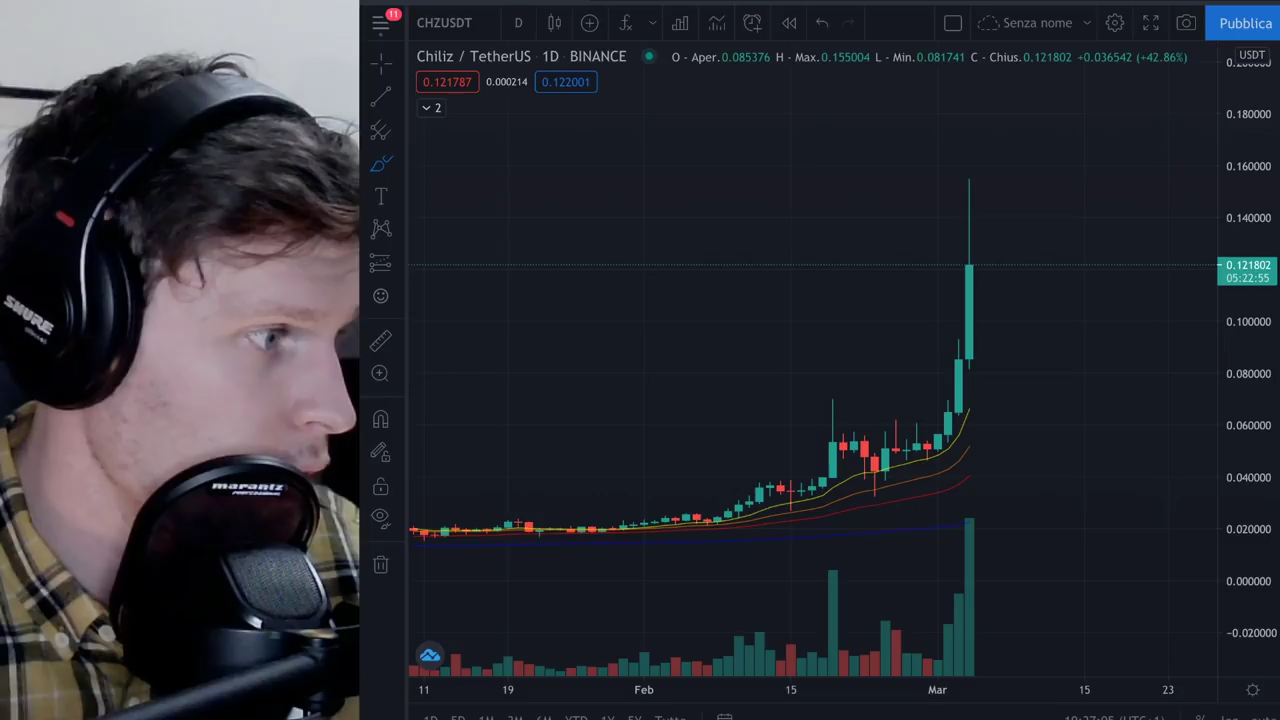 11
CHZUSDT
D
Senza nome
Pubblica
Chiliz / TetherUS · 1D · BINANCE
O - Aper.0.085376 H - Max.0.155004 L - Min.0.081741 C - Chius.0.121802 +0.036542 (+42.86%)
USDT
0.121787
0.000214
0.122001
2
0.180000
0.160000
0.140000
0.121802
05:22:55
0.100000
0.080000
0.060000
0.040000
0.020000
0.000000
−0.020000
SHURE
marantz
PROFESSIONAL
11
19
Feb
15
Mar
15
23